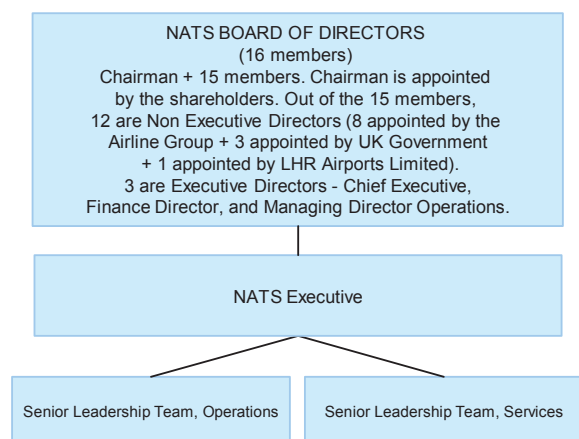 NATS BOARD OF DIRECTORS
(16 members)
Chairman + 15 members. Chairman is appointed
by the shareholders. Out of the 15 members,
12 are Non Executive Directors (8 appointed by the
Airline Group + 3 appointed by UK Government
+ 1 appointed by LHR Airports Limited).
3 are Executive Directors - Chief Executive,
Finance Director, and Managing Director Operations.
NATS Executive
Senior Leadership Team, Operations
Senior Leadership Team, Services